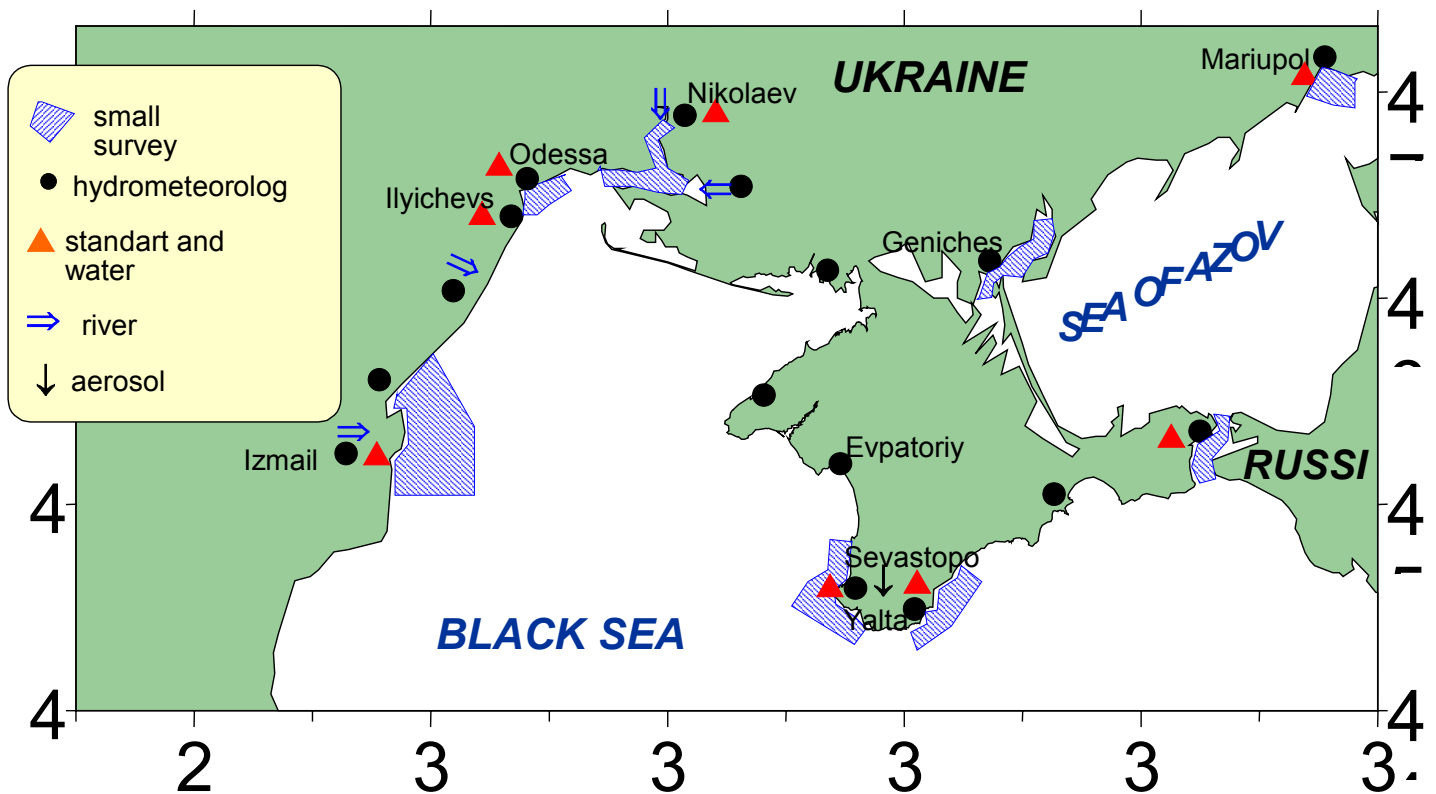 UKRAINE
Mariupol
small
survey
hydrometeorolog
standart and
water
river
aerosol
Nikolaev
Odessa
Ilyichevs
Geniches
SEA OF AZOV
Izmail
Evpatoriy
RUSSI
Sevastopo
Yalta
BLACK SEA
4
4
4
4
4
4
2
3
3
3
3
3